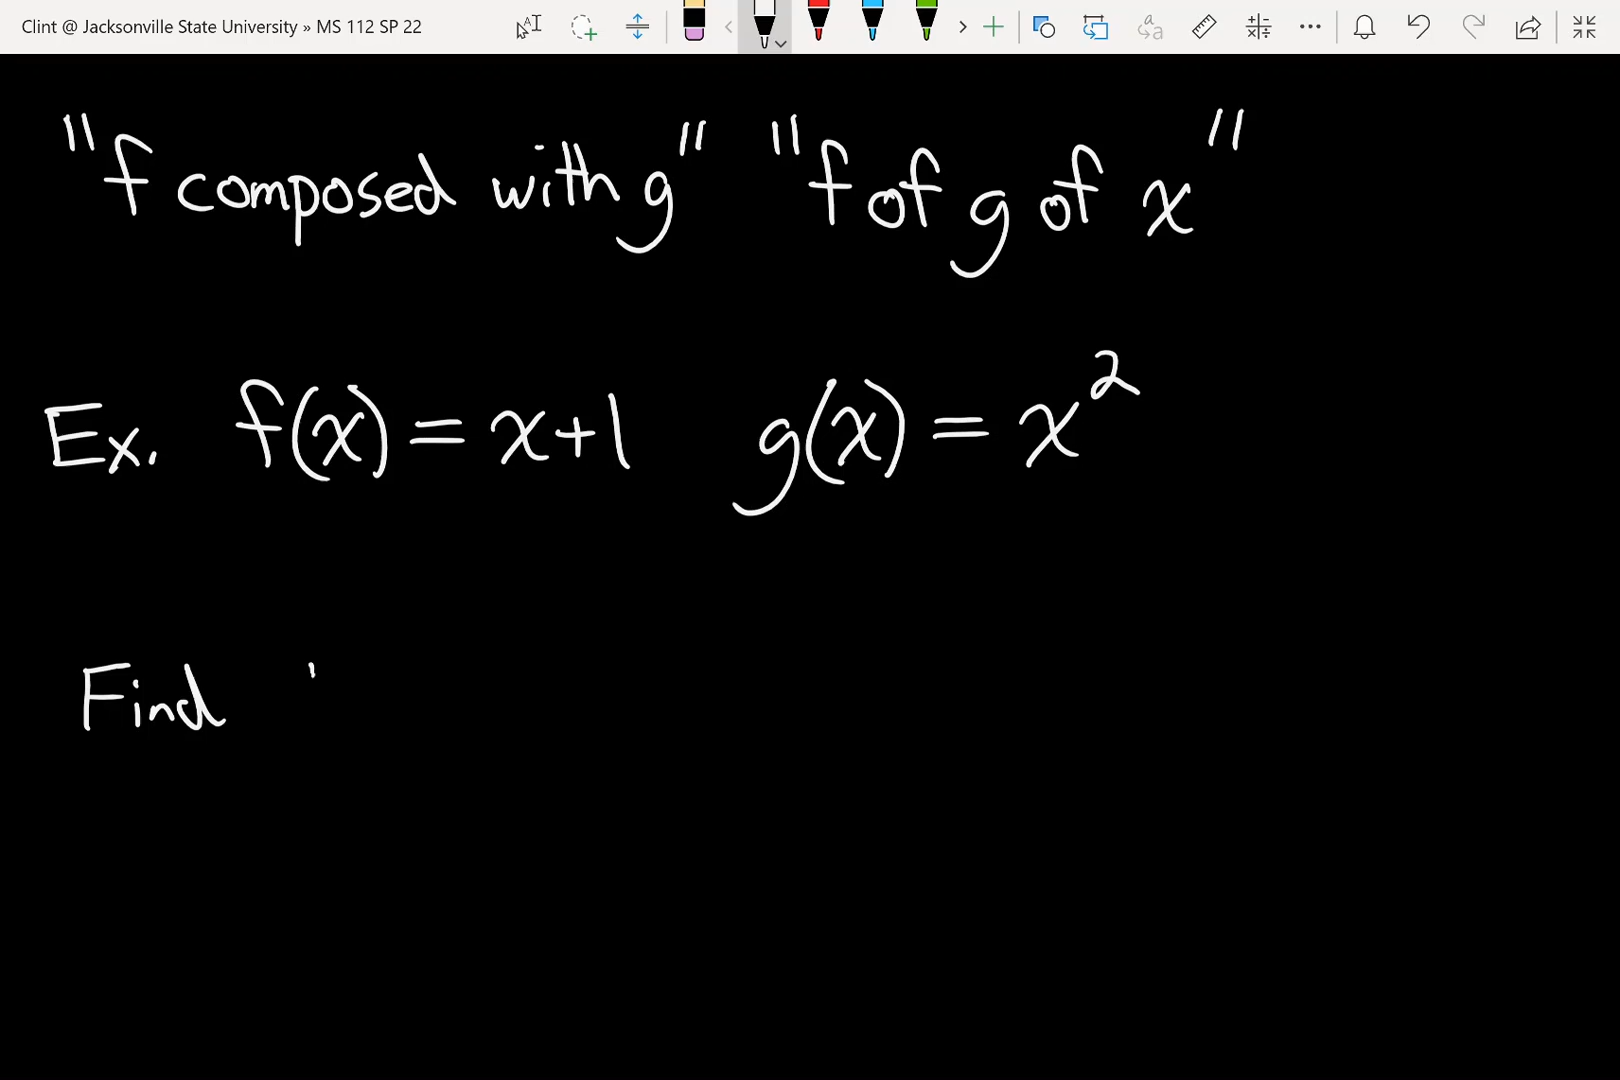 Clint @ Jacksonville State University » MS 112 SP 22
"f composed with g" "f of g of x"
Ex. f(x) = x+1 g(x) = x²
Find